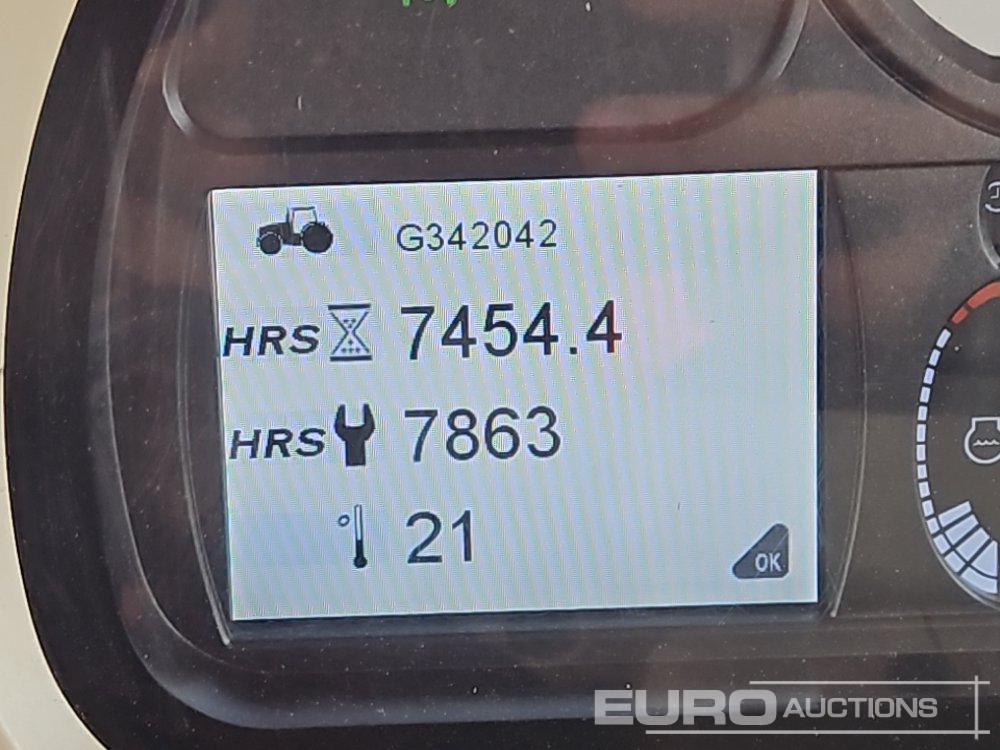 G342042
HRS 7454.4
HRS 7863
° 21
OK
EURO AUCTIONS